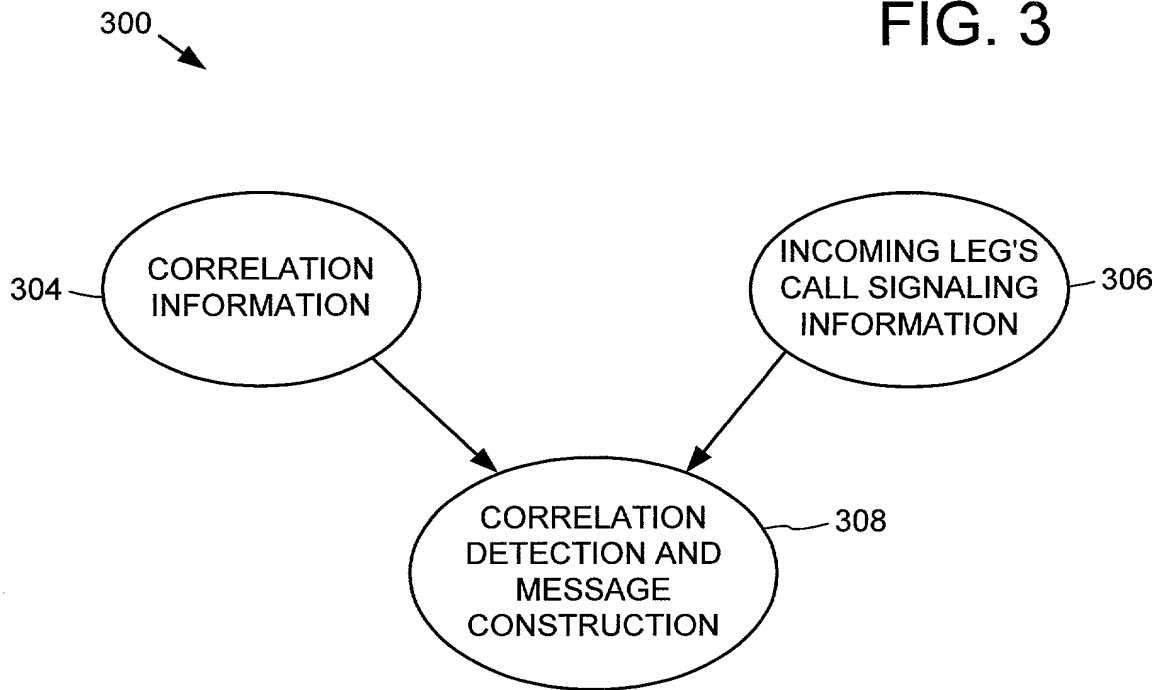 300
FIG. 3
304
CORRELATION
INFORMATION
INCOMING LEG'S
CALL SIGNALING
INFORMATION
306
CORRELATION
DETECTION AND
MESSAGE
CONSTRUCTION
308